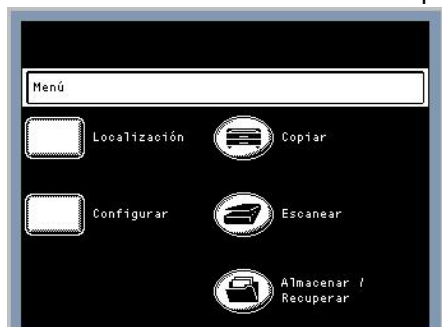 Menú
Localización
Copiar
Configurar
Escanear
Almacenar /
Recuperar